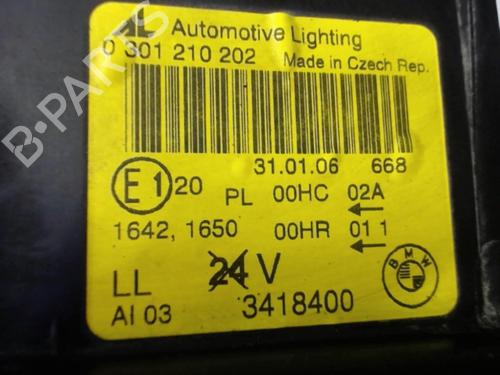 AL Automotive Lighting
0 301 210 202 Made in Czech Rep.
31.01.06 668
E1 20 PL 00HC 02A
1642, 1650 00HR 01 1
LL 24 V
AI 03 3418400
BMW
B-PARTS